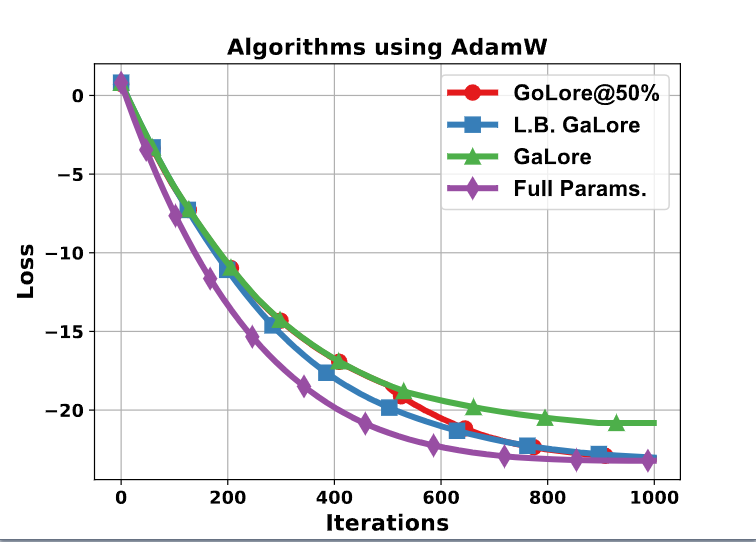 Algorithms using AdamW
GoLore@50%
L.B. GaLore
GaLore
Full Params.
Loss
0
−5
−10
−15
−20
0 200 400 600 800 1000
Iterations